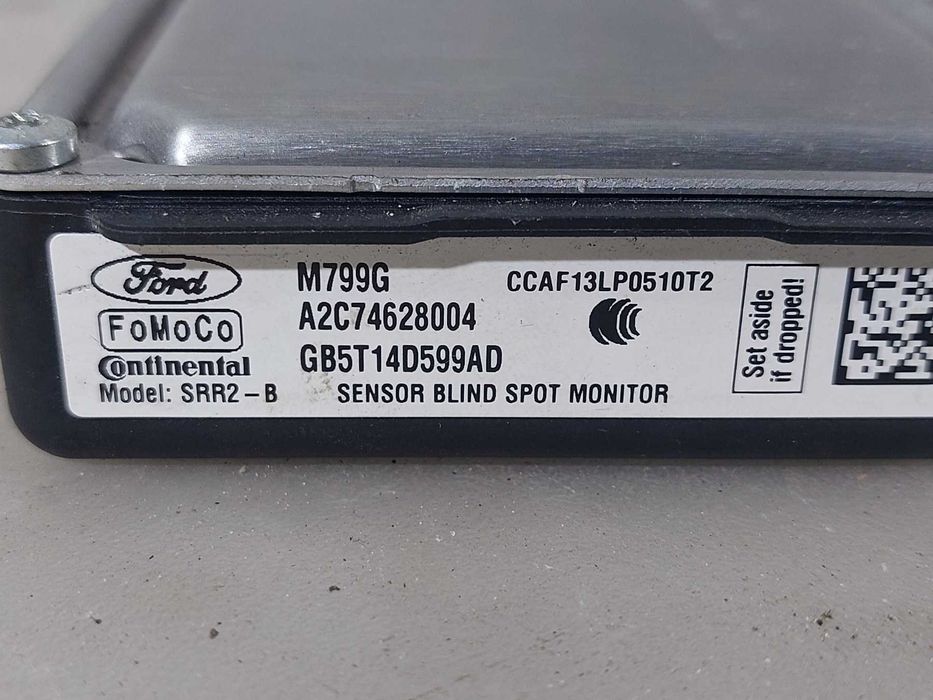 Ford
FoMoCo
Continental
Model: SRR2-B
M799G
A2C74628004
GB5T14D599AD
SENSOR BLIND SPOT MONITOR
CCAF13LP0510T2
Set aside
if dropped!